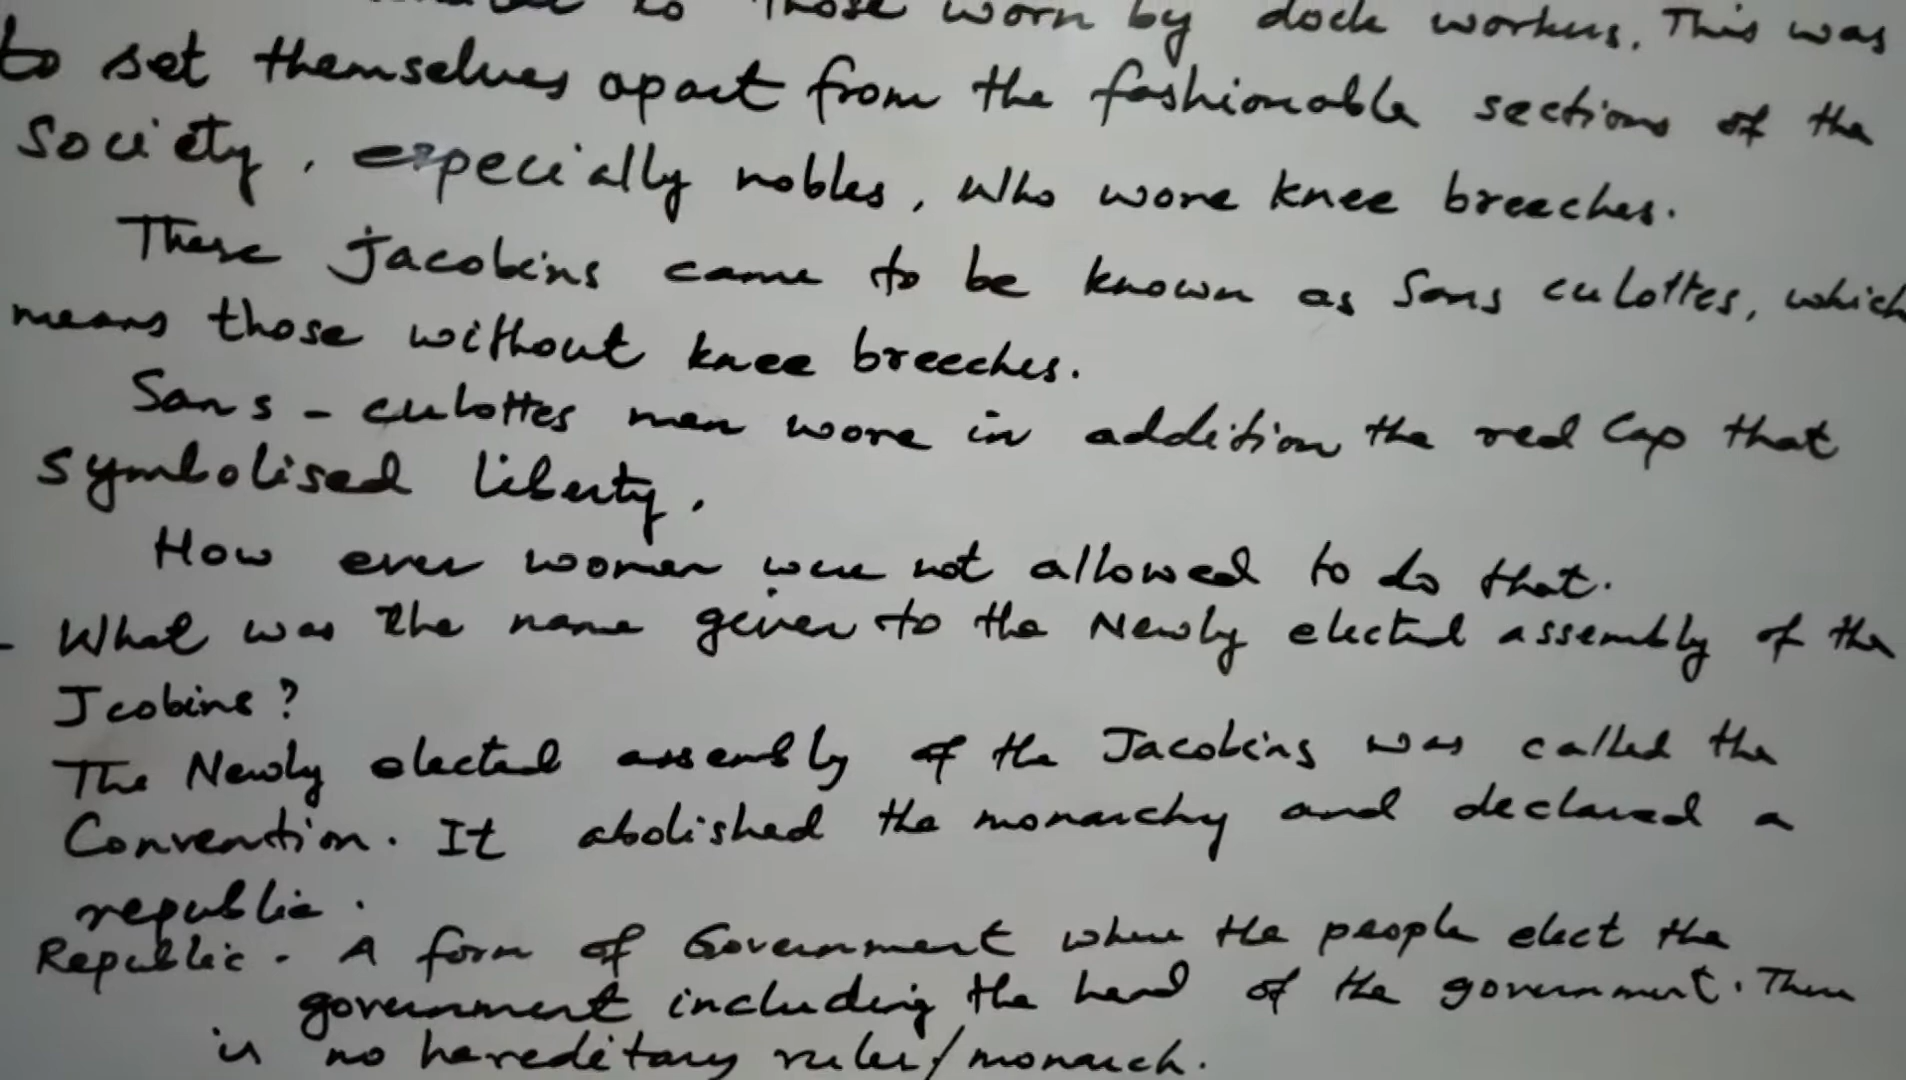 to those worn by dock workers. This was
to set themselves apart from the fashionable sections of the
Society, especially nobles, who wore knee breeches.
These Jacobins came to be known as Sans culottes, which
means those without knee breeches.
Sans-culottes men wore in addition the red Cap that
symbolised liberty.
How ever women were not allowed to do that.
- What was the name given to the Newly elected assembly of the
Jcobins?
The Newly elected assembly of the Jacobins was called the
Convention. It abolished the monarchy and declared a
republic.
Republic - A form of Government where the people elect the
government including the head of the government. There
is no hereditary ruler/monarch.